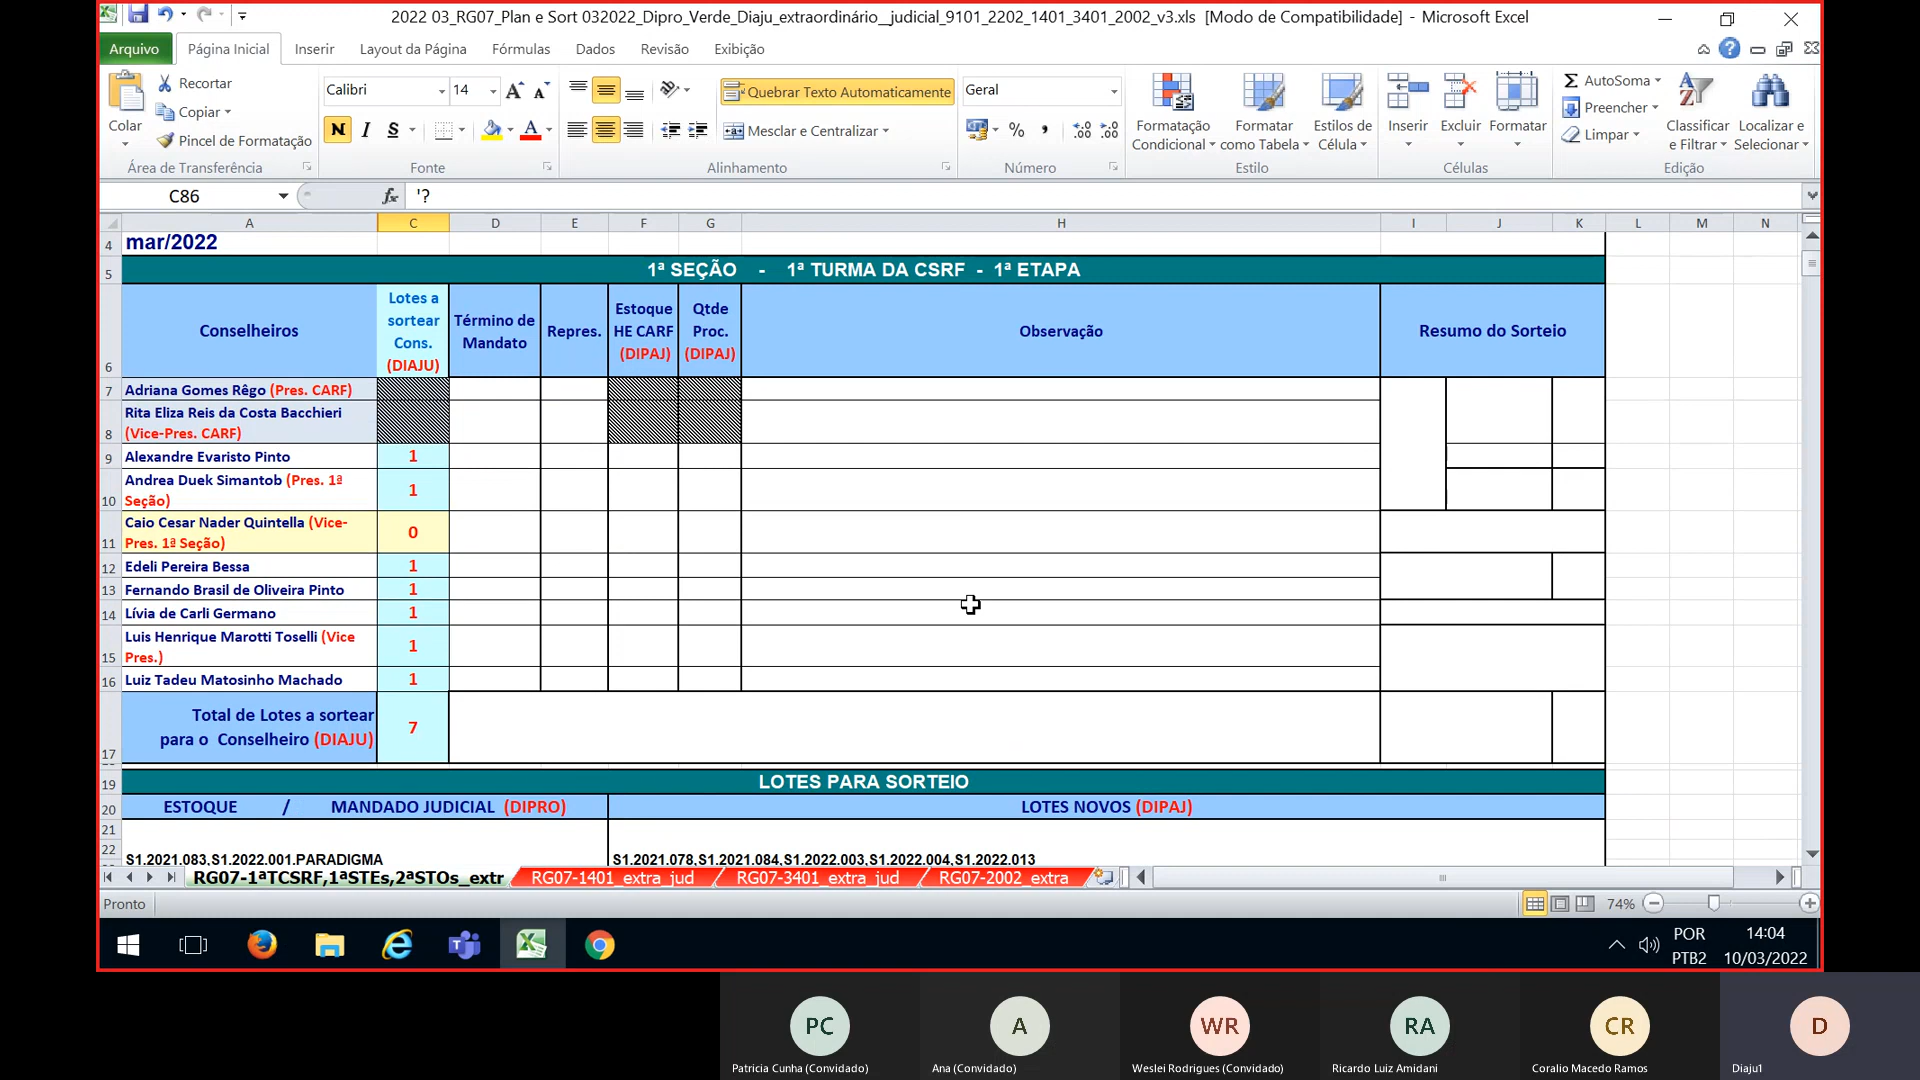 2022 03_RG07_Plan e Sort 032022_Dipro_Verde_Diaju_extraordinário__judicial_9101_2202_1401_3401_2002_v3.xls [Modo de Compatibilidade] - Microsoft Excel
Arquivo Página Inicial Inserir Layout da Página Fórmulas Dados Revisão Exibição
Colar
Recortar
Copiar
Pincel de Formatação
Área de Transferência
Calibri 14
N I S
Fonte
Quebrar Texto Automaticamente
Mesclar e Centralizar
Alinhamento
Geral
%
Número
Formatação Condicional
Formatar como Tabela
Estilos de Célula
Estilo
Inserir Excluir Formatar
Células
AutoSoma
Preencher
Limpar
Classificar e Filtrar
Localizar e Selecionar
Edição
C86 fx '?
A C D E F G H I J K L M N
4 mar/2022
5 1ª SEÇÃO - 1ª TURMA DA CSRF - 1ª ETAPA
6 Conselheiros
Lotes a sortear Cons. (DIAJU)
Término de Mandato
Repres.
Estoque HE CARF (DIPAJ)
Qtde Proc. (DIPAJ)
Observação
Resumo do Sorteio
7 Adriana Gomes Rêgo (Pres. CARF)
8 Rita Eliza Reis da Costa Bacchieri (Vice-Pres. CARF)
9 Alexandre Evaristo Pinto 1
10 Andrea Duek Simantob (Pres. 1ª Seção) 1
11 Caio Cesar Nader Quintella (Vice-Pres. 1ª Seção) 0
12 Edeli Pereira Bessa 1
13 Fernando Brasil de Oliveira Pinto 1
14 Lívia de Carli Germano 1
15 Luis Henrique Marotti Toselli (Vice Pres.) 1
16 Luiz Tadeu Matosinho Machado 1
17 Total de Lotes a sortear para o Conselheiro (DIAJU) 7
19 LOTES PARA SORTEIO
20 ESTOQUE / MANDADO JUDICIAL (DIPRO) LOTES NOVOS (DIPAJ)
21
22 S1.2021.083,S1.2022.001,PARADIGMA S1.2021.078,S1.2021.084,S1.2022.003,S1.2022.004,S1.2022.013
RG07-1ªTCSRF,1ªSTEs,2ªSTOs_extr RG07-1401_extra_jud RG07-3401_extra_jud RG07-2002_extra
Pronto 74%
POR 14:04
PTB2 10/03/2022
PC A WR RA CR D
Patricia Cunha (Convidado) Ana (Convidado) Weslei Rodrigues (Convidado) Ricardo Luiz Amidani Coralio Macedo Ramos Diaju1